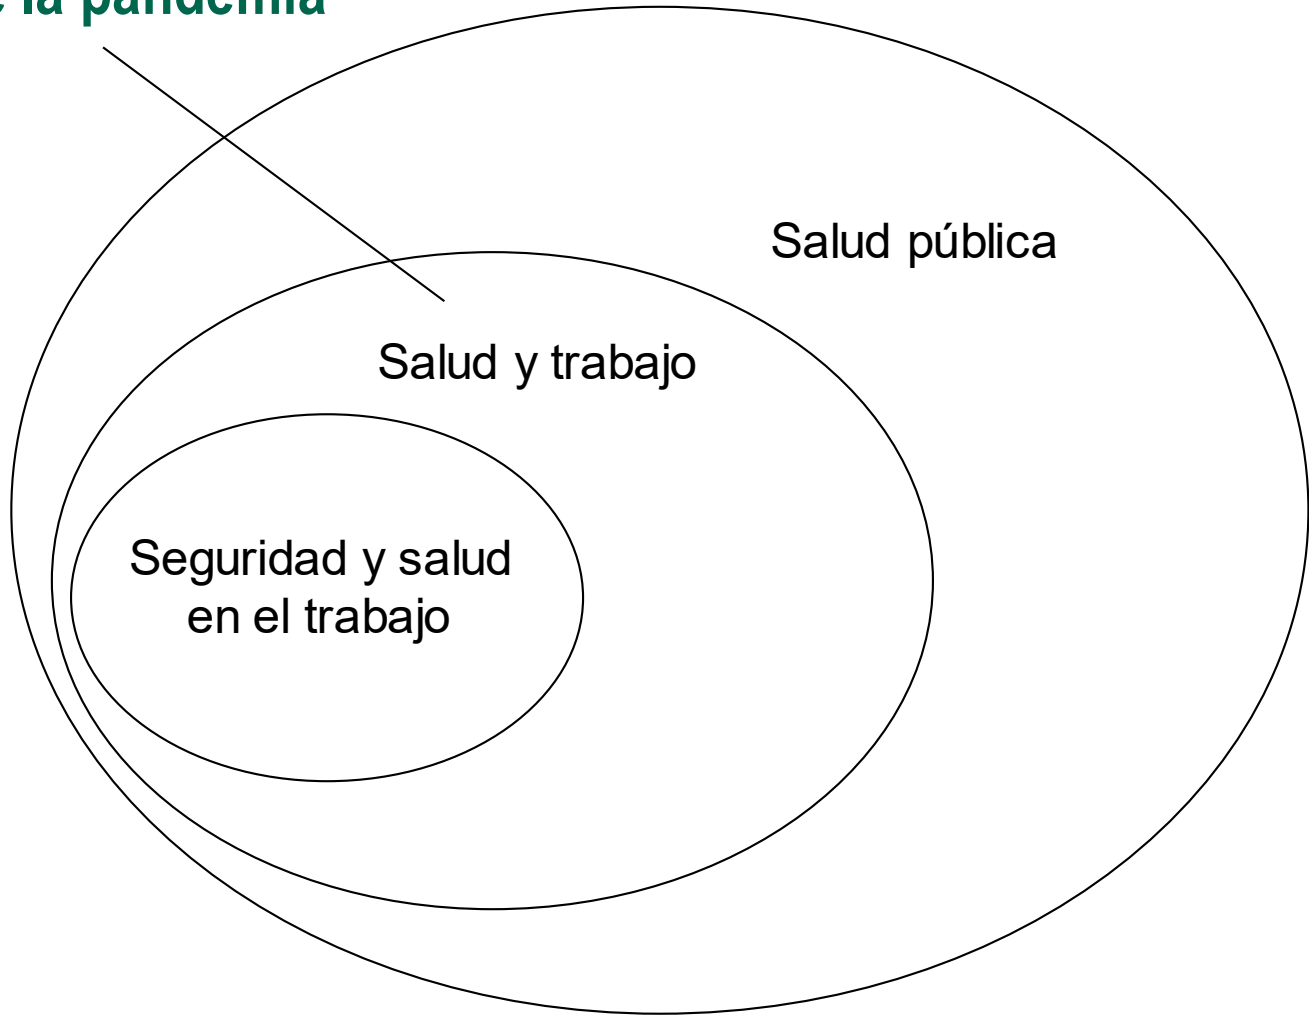 la pandemia
Salud pública
Salud y trabajo
Seguridad y salud
en el trabajo